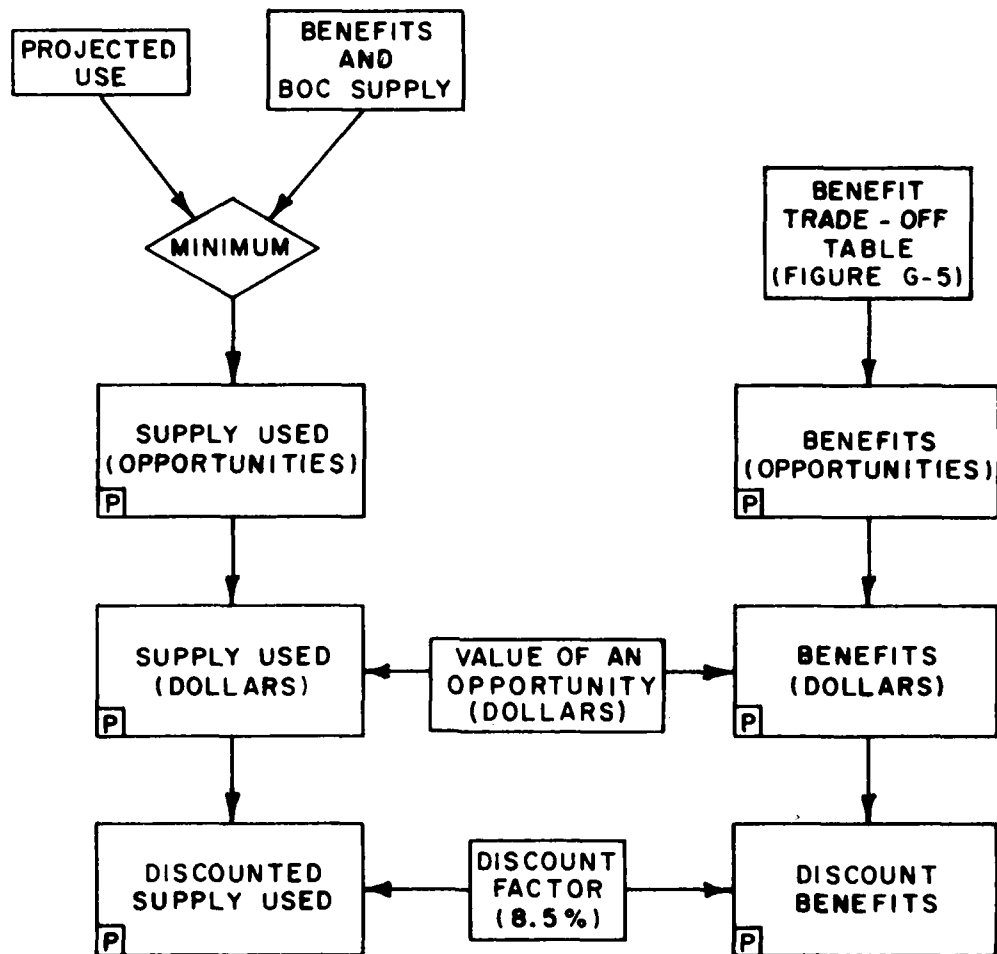 PROJECTED
USE
BENEFITS
AND
BOC SUPPLY
MINIMUM
BENEFIT
TRADE-OFF
TABLE
(FIGURE G-5)
SUPPLY USED
(OPPORTUNITIES)
P
BENEFITS
(OPPORTUNITIES)
P
SUPPLY USED
(DOLLARS)
P
VALUE OF AN
OPPORTUNITY
(DOLLARS)
BENEFITS
(DOLLARS)
P
DISCOUNTED
SUPPLY USED
P
DISCOUNT
FACTOR
(8.5%)
DISCOUNT
BENEFITS
P